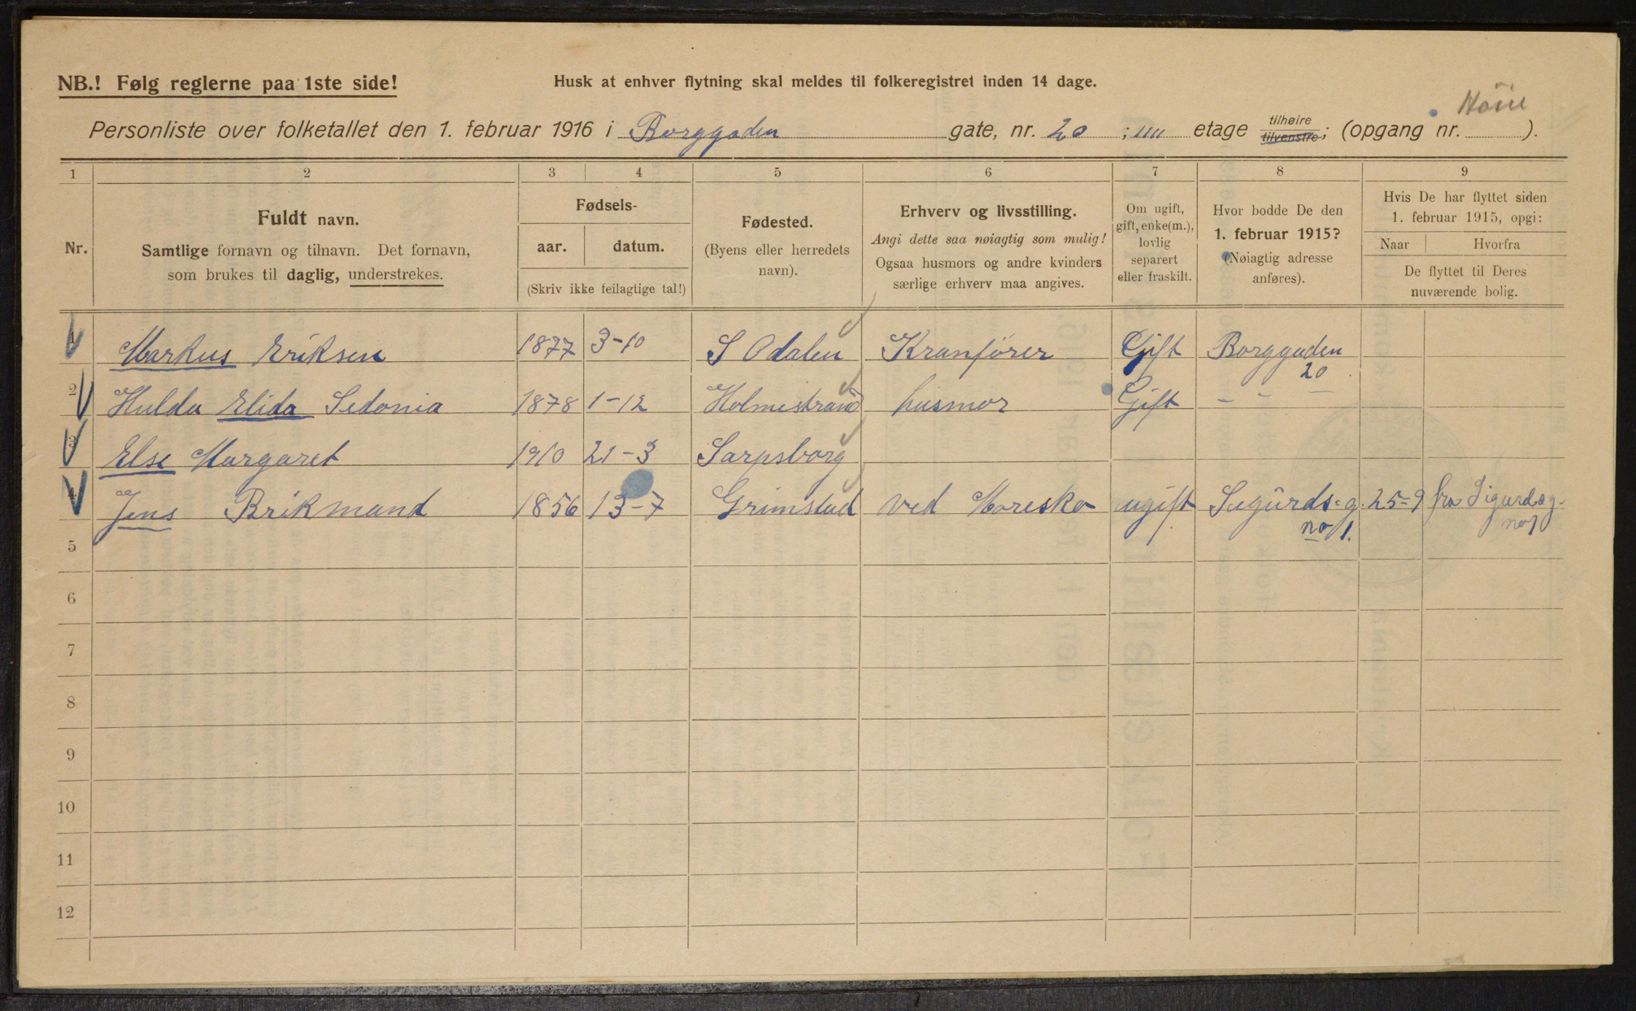 NB.! Følg reglerne paa 1ste side!
Husk at enhver flytning skal meldes til folkeregistret inden 14 dage.
Personliste over folketallet den 1. februar 1916 i Borggaden gate, nr. 20 ; IIII etage tilhøire tilvenstre; (opgang nr. ).
1 2 3 4 5 6 7 8 9
Nr.
Fuldt navn.
Samtlige fornavn og tilnavn. Det fornavn,
som brukes til daglig, understrekes.
Fødsels-
aar. datum.
(Skriv ikke feilagtige tal!)
Fødested.
(Byens eller herredets
navn).
Erhverv og livsstilling.
Angi dette saa nøiagtig som mulig!
Ogsaa husmors og andre kvinders
særlige erhverv maa angives.
Om ugift,
gift, enke(m.),
lovlig
separert
eller fraskilt.
Hvor bodde De den
1. februar 1915?
(Nøiagtig adresse
anføres).
Hvis De har flyttet siden
1. februar 1915, opgi:
Naar Hvorfra
De flyttet til Deres
nuværende bolig.
1 Markus Eriksen 1877 3-10 S Odalen Kranfører Gift Borggaden
20
2 Hulda Elida Sedonia 1878 1-12 Holmestrand husmor Gift – – –
3 Else Margaret 1910 21-3 Sarpsborg
4 Jens Brikmand 1856 13-7 Grimstad ved Moreske ugift Sigurds=g. 25=9 fra Sigurdsg.
no 1. no 1
5
6
7
8
9
10
11
12